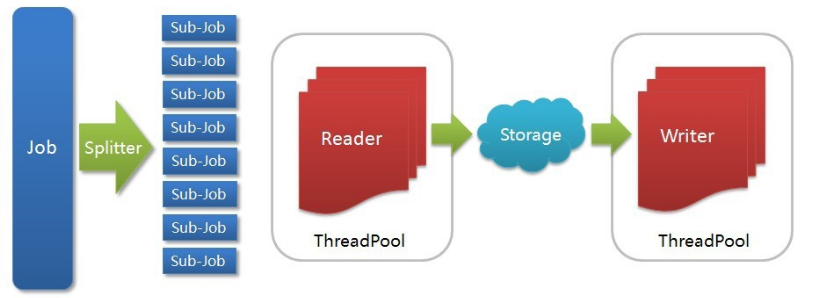 Job
Splitter
Sub-Job
Sub-Job
Sub-Job
Sub-Job
Sub-Job
Sub-Job
Sub-Job
Sub-Job
Reader
ThreadPool
Storage
Writer
ThreadPool